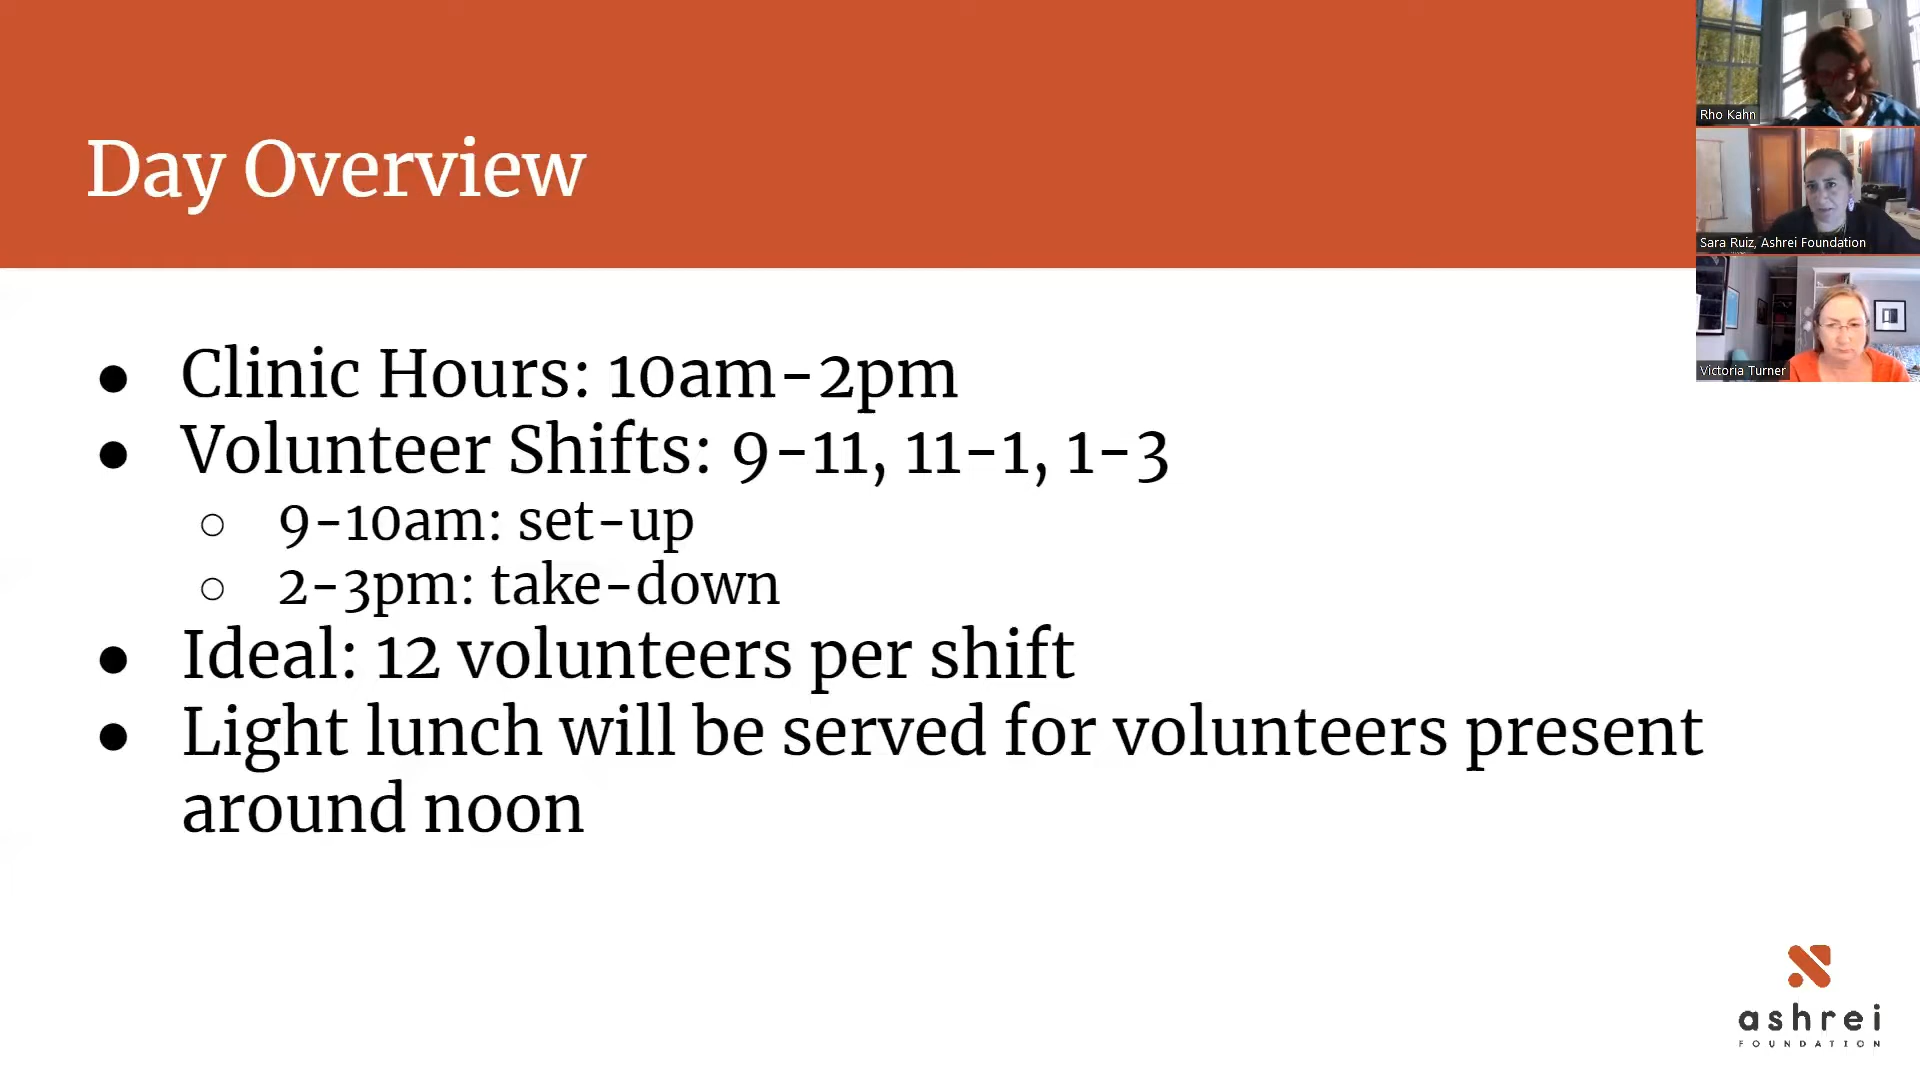 Day Overview
● Clinic Hours: 10am-2pm
● Volunteer Shifts: 9-11, 11-1, 1-3
○ 9-10am: set-up
○ 2-3pm: take-down
● Ideal: 12 volunteers per shift
● Light lunch will be served for volunteers present
around noon
Rho Kahn
Sara Ruiz, Ashrei Foundation
Victoria Turner
ashrei
FOUNDATION